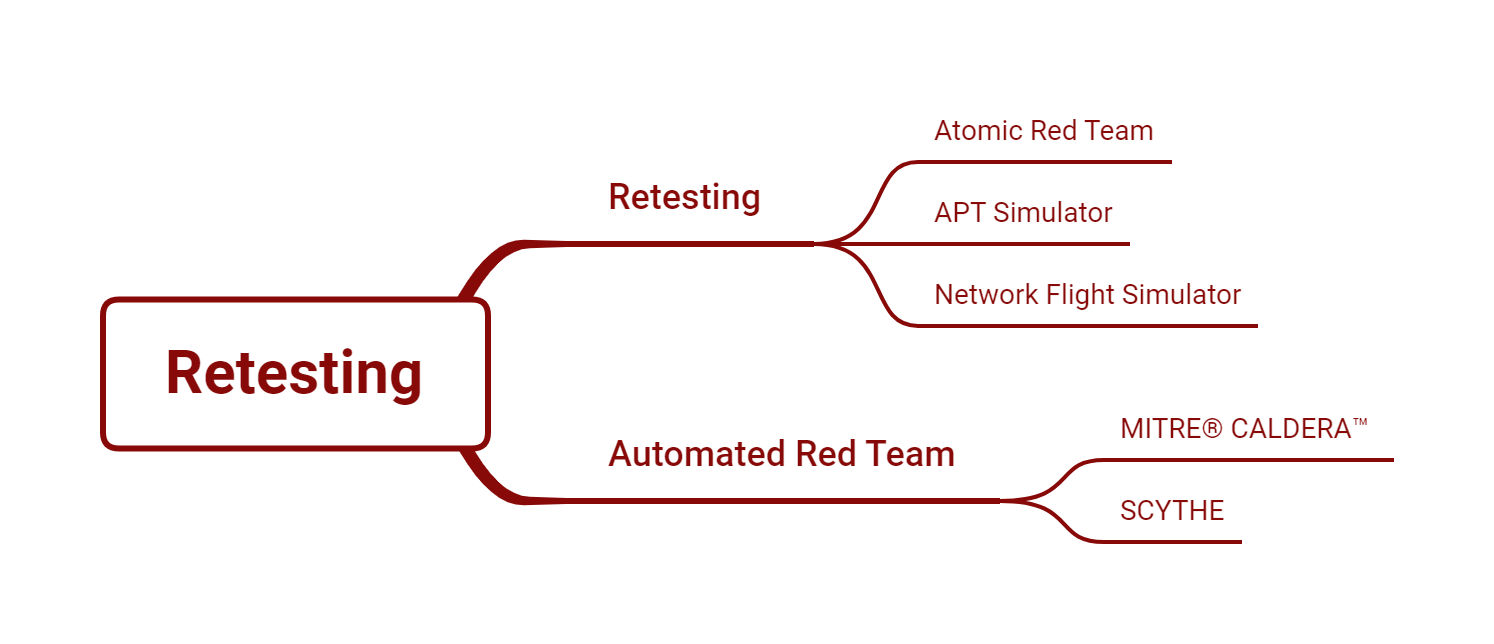 Retesting
Retesting
Atomic Red Team
APT Simulator
Network Flight Simulator
Automated Red Team
MITRE® CALDERA™
SCYTHE